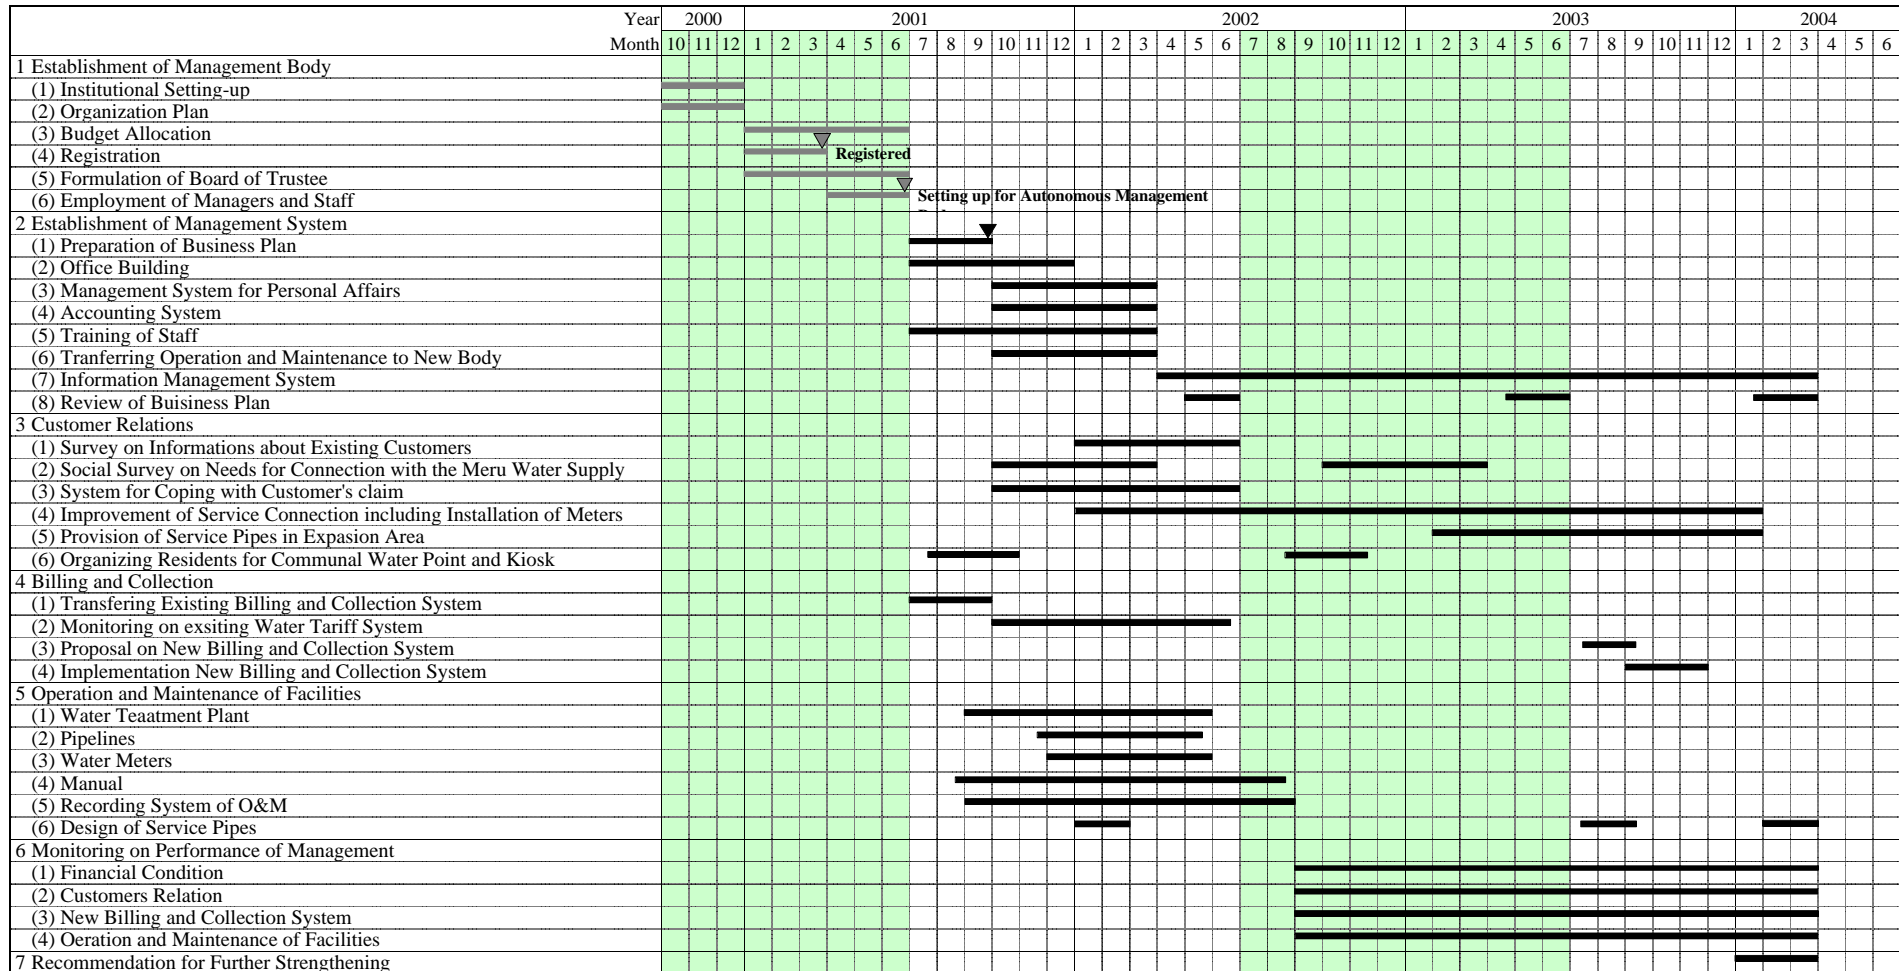 Year 2000 2001 2002 2003 2004
Month 10 11 12 1 2 3 4 5 6 7 8 9 10 11 12 1 2 3 4 5 6 7 8 9 10 11 12 1 2 3 4 5 6 7 8 9 10 11 12 1 2 3 4 5 6
1 Establishment of Management Body
(1) Institutional Setting-up
(2) Organization Plan
(3) Budget Allocation
(4) Registration Registered
(5) Formulation of Board of Trustee
(6) Employment of Managers and Staff Setting up for Autonomous Management
2 Establishment of Management System
(1) Preparation of Business Plan
(2) Office Building
(3) Management System for Personal Affairs
(4) Accounting System
(5) Training of Staff
(6) Tranferring Operation and Maintenance to New Body
(7) Information Management System
(8) Review of Buisiness Plan
3 Customer Relations
(1) Survey on Informations about Existing Customers
(2) Social Survey on Needs for Connection with the Meru Water Supply
(3) System for Coping with Customer's claim
(4) Improvement of Service Connection including Installation of Meters
(5) Provision of Service Pipes in Expasion Area
(6) Organizing Residents for Communal Water Point and Kiosk
4 Billing and Collection
(1) Transfering Existing Billing and Collection System
(2) Monitoring on exsiting Water Tariff System
(3) Proposal on New Billing and Collection System
(4) Implementation New Billing and Collection System
5 Operation and Maintenance of Facilities
(1) Water Teaatment Plant
(2) Pipelines
(3) Water Meters
(4) Manual
(5) Recording System of O&M
(6) Design of Service Pipes
6 Monitoring on Performance of Management
(1) Financial Condition
(2) Customers Relation
(3) New Billing and Collection System
(4) Oeration and Maintenance of Facilities
7 Recommendation for Further Strengthening